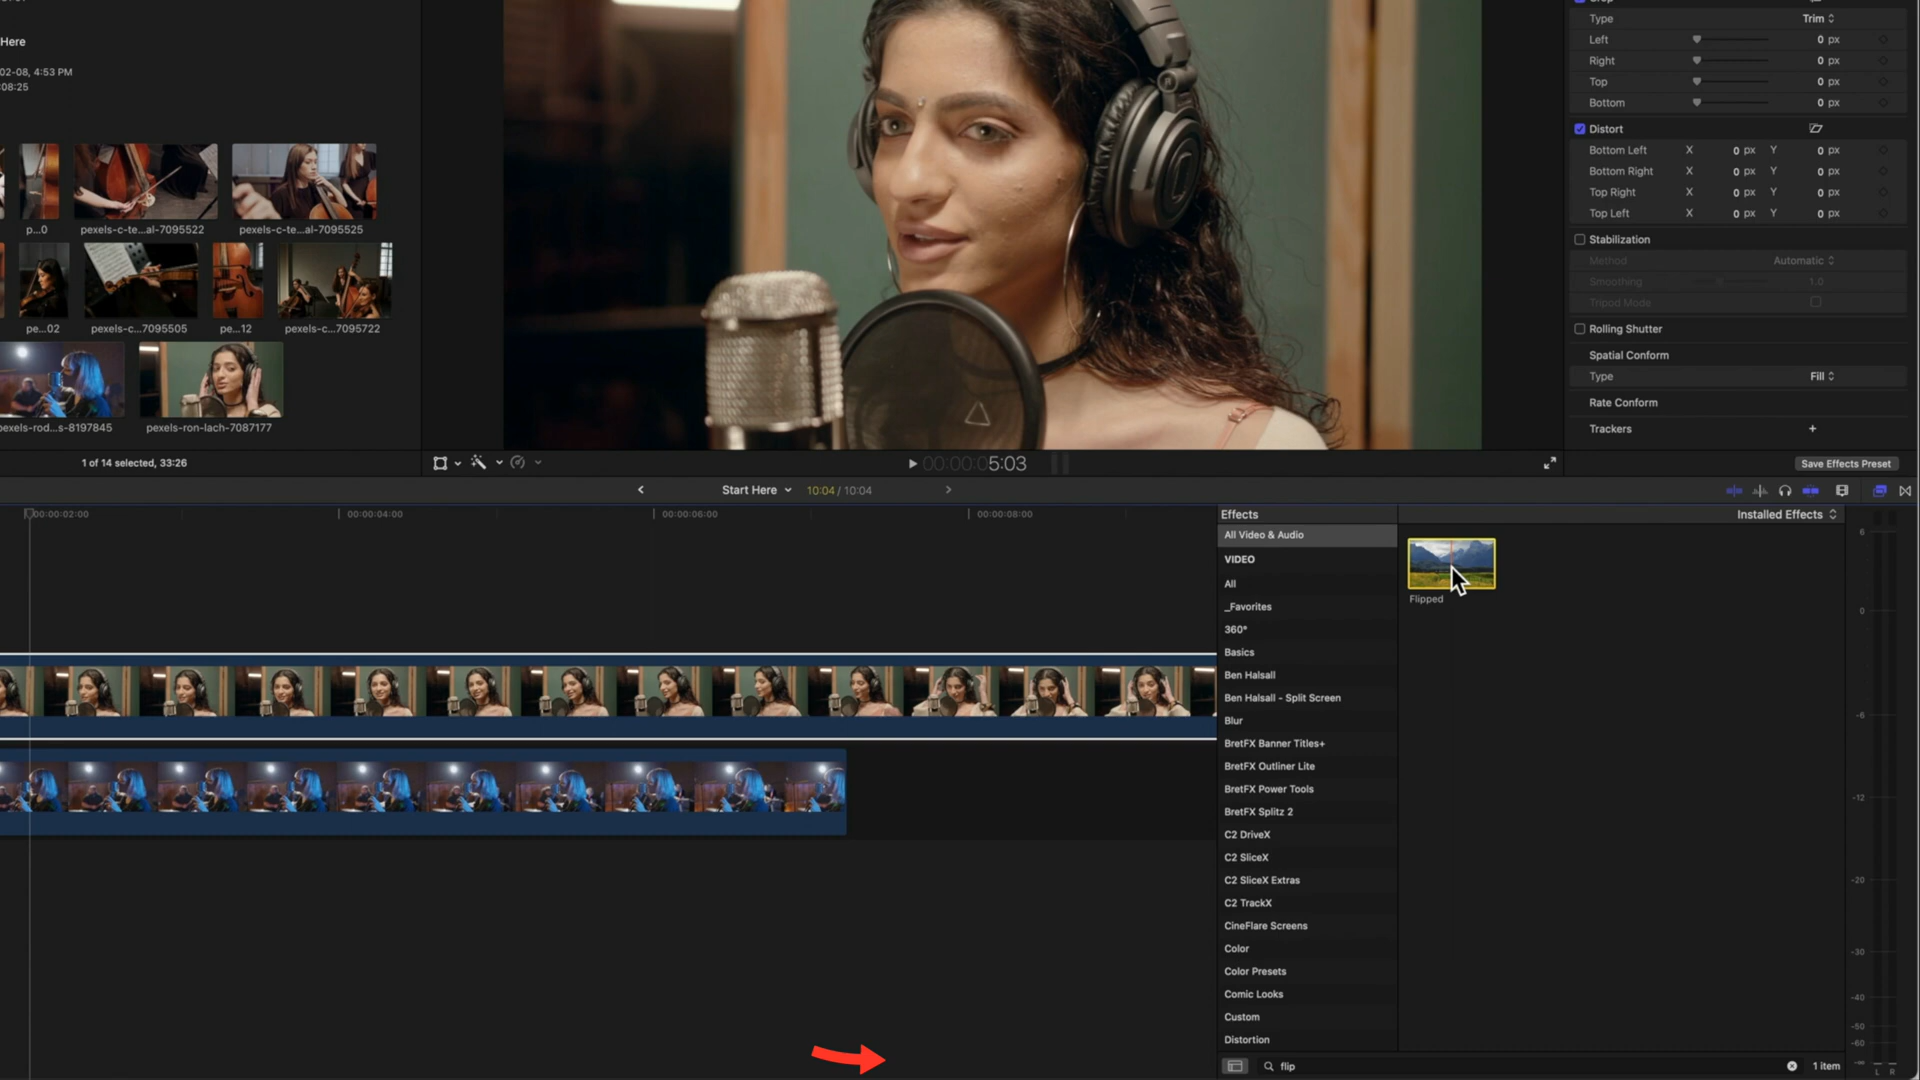 Here
02-08, 4:53 PM
:08:25
p...0
pexels-c-te...al-7095522
pexels-c-te...al-7095525
pe...02
pexels-c...7095505
pe...12
pexels-c...7095722
pexels-rod...s-8197845
pexels-ron-lach-7087177
1 of 14 selected, 33:26
00:00:05:03
Type Trim
Left 0 px
Right 0 px
Top 0 px
Bottom 0 px
Distort
Bottom Left X 0 px Y 0 px
Bottom Right X 0 px Y 0 px
Top Right X 0 px Y 0 px
Top Left X 0 px Y 0 px
Stabilization
Method Automatic
Smoothing 1.0
Tripod Mode
Rolling Shutter
Spatial Conform
Type Fill
Rate Conform
Trackers +
Save Effects Preset
Start Here 10:04 / 10:04
00:00:02:00
00:00:04:00
00:00:06:00
00:00:08:00
Effects
Installed Effects
All Video & Audio
VIDEO
All
_Favorites
360°
Basics
Ben Halsall
Ben Halsall - Split Screen
Blur
BretFX Banner Titles+
BretFX Outliner Lite
BretFX Power Tools
BretFX Splitz 2
C2 DriveX
C2 SliceX
C2 SliceX Extras
C2 TrackX
CineFlare Screens
Color
Color Presets
Comic Looks
Custom
Distortion
Flipped
flip
1 item
6
0
-6
-12
-20
-30
-40
-50
-60
-∞
L R